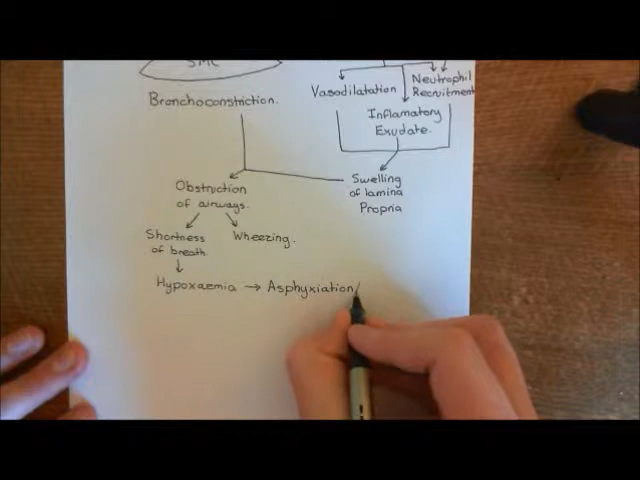 SMC
Bronchoconstriction.
Vasodilatation
Neutrophil
Recruitment
Inflamatory
Exudate.
Obstruction
of airways.
Swelling
of lamina
Propria
Shortness
of breath.
Wheezing.
Hypoxaemia → Asphyxiation/